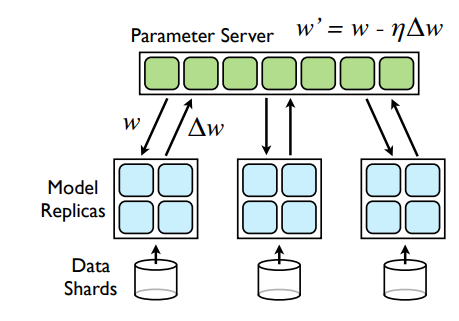 Parameter Server w' = w - ηΔw
w
Δw
Model
Replicas
Data
Shards